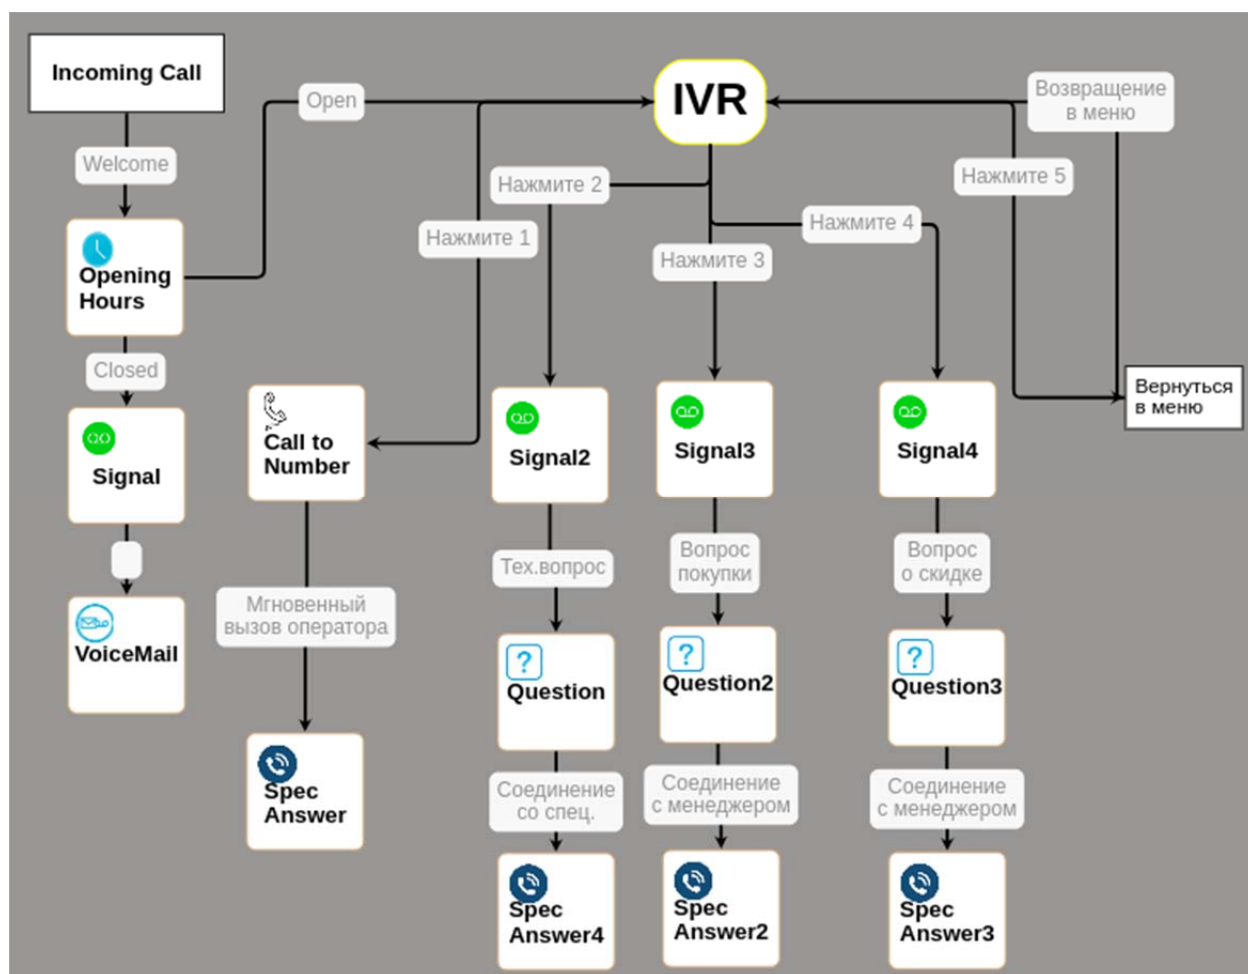 Incoming Call
IVR
Open
Возвращение
в меню
Welcome
Нажмите 2
Нажмите 5
Нажмите 4
Нажмите 1
Нажмите 3
Opening
Hours
Closed
Вернуться
в меню
Call to
Number
Signal
Signal2
Signal3
Signal4
Тех.вопрос
Вопрос
покупки
Вопрос
о скидке
Мгновенный
вызов оператора
VoiceMail
Question
Question2
Question3
Соединение
со спец.
Соединение
с менеджером
Соединение
с менеджером
Spec
Answer
Spec
Answer4
Spec
Answer2
Spec
Answer3